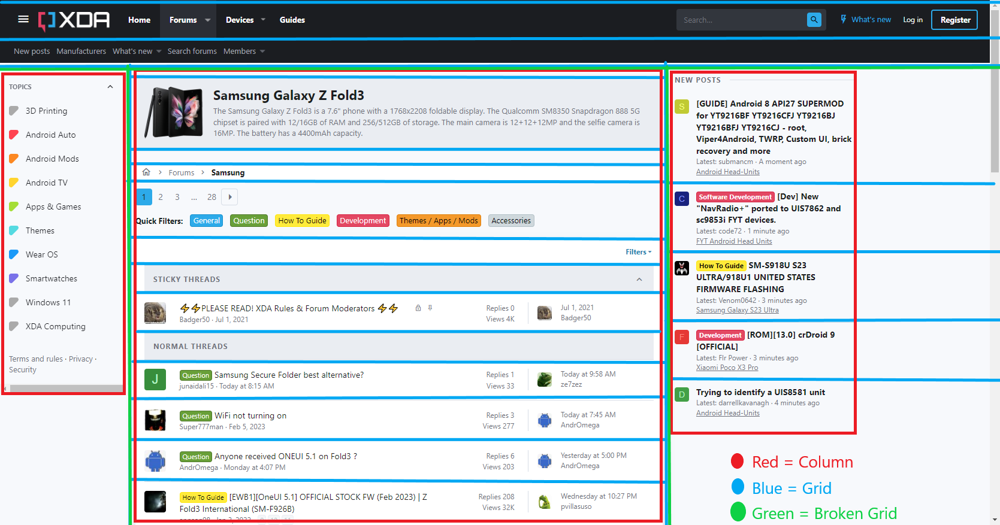 XDA
Home
Forums
Devices
Guides
Search...
What's new
Log in
Register
New posts
Manufacturers
What's new
Search forums
Members
TOPICS
3D Printing
Android Auto
Android Mods
Android TV
Apps & Games
Themes
Wear OS
Smartwatches
Windows 11
XDA Computing
Terms and rules · Privacy ·
Security
Samsung Galaxy Z Fold3
The Samsung Galaxy Z Fold3 is a 7.6" phone with a 1768x2208 foldable display. The Qualcomm SM8350 Snapdragon 888 5G
chipset is paired with 12/16GB of RAM and 256/512GB of storage. The main camera is 12+12+12MP and the selfie camera is
16MP. The battery has a 4400mAh capacity.
Forums > Samsung
1 2 3 ... 28
Quick Filters: General Question How To Guide Development Themes / Apps / Mods Accessories
Filters
STICKY THREADS
⚡⚡PLEASE READ! XDA Rules & Forum Moderators ⚡⚡
Badger50 · Jul 1, 2021
Replies 0
Views 4K
Jul 1, 2021
Badger50
NORMAL THREADS
J
Question Samsung Secure Folder best alternative?
junaidali15 · Today at 8:15 AM
Replies 1
Views 33
Today at 9:58 AM
ze7zez
Question WiFi not turning on
Super777man · Feb 5, 2023
Replies 3
Views 277
Today at 7:45 AM
AndrOmega
Question Anyone received ONEUI 5.1 on Fold3 ?
AndrOmega · Monday at 4:07 PM
Replies 6
Views 203
Yesterday at 5:00 PM
AndrOmega
How To Guide [EWB1][OneUI 5.1] OFFICIAL STOCK FW (Feb 2023) | Z
Fold3 International (SM-F926B)
Replies 208
Views 32K
Wednesday at 10:27 PM
pvillasuso
NEW POSTS
S
[GUIDE] Android 8 API27 SUPERMOD
for YT9216BF YT9216CFJ YT9216BJ
YT9216BFJ YT9216CJ - root,
Viper4Android, TWRP, Custom UI, brick
recovery and more
Latest: submancm · A moment ago
Android Head-Units
C
Software Development [Dev] New
"NavRadio+" ported to UIS7862 and
sc9853i FYT devices.
Latest: code72 · 1 minute ago
FYT Android Head Units
How To Guide SM-S918U S23
ULTRA/918U1 UNITED STATES
FIRMWARE FLASHING
Latest: Venom0642 · 3 minutes ago
Samsung Galaxy S23 Ultra
F
Development [ROM][13.0] crDroid 9
[OFFICIAL]
Latest: Flr Power · 3 minutes ago
Xiaomi Poco X3 Pro
D
Trying to identify a UIS8581 unit
Latest: darrellkavanagh · 4 minutes ago
Android Head-Units
Red = Column
Blue = Grid
Green = Broken Grid